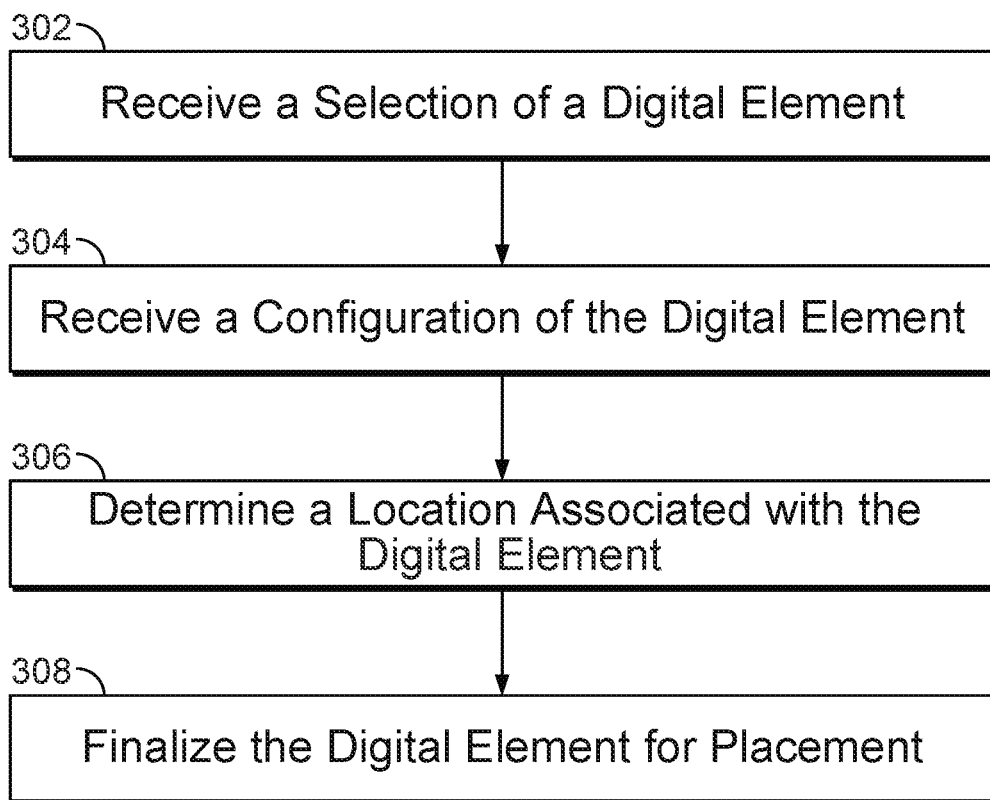 302
Receive a Selection of a Digital Element
304
Receive a Configuration of the Digital Element
306
Determine a Location Associated with the
Digital Element
308
Finalize the Digital Element for Placement